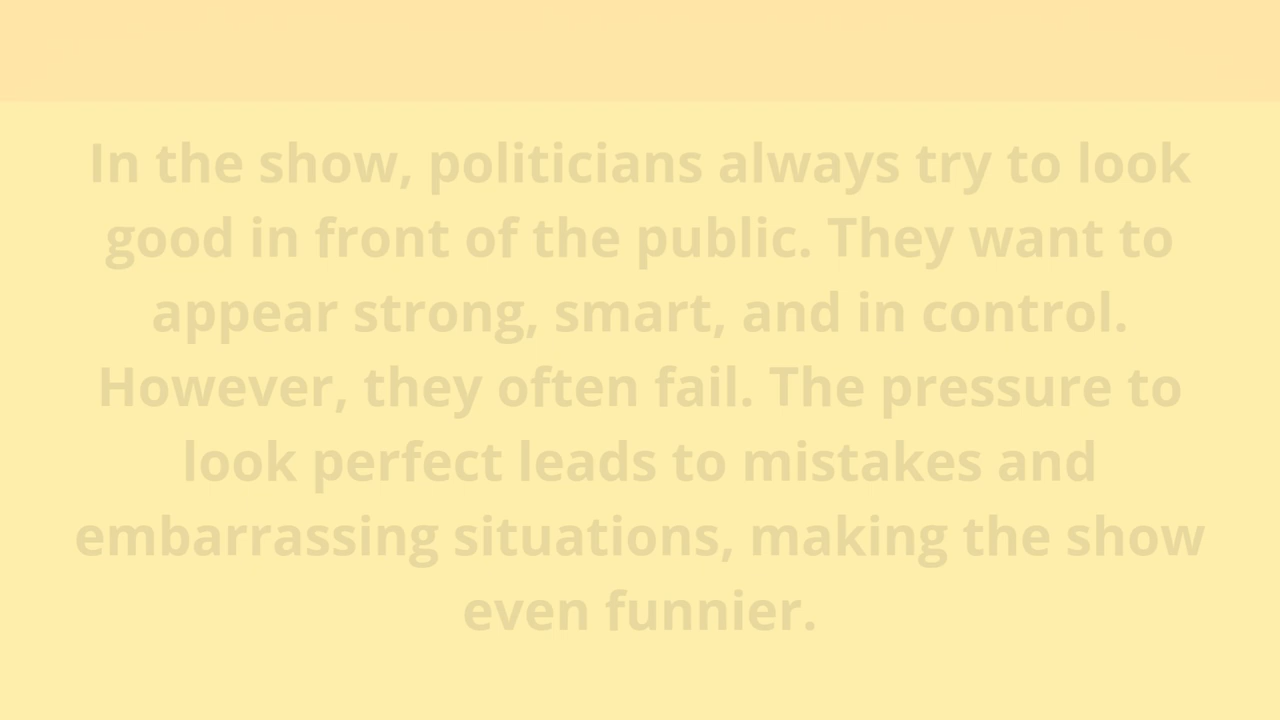 In the show, politicians always try to look
good in front of the public. They want to
appear strong, smart, and in control.
However, they often fail. The pressure to
look perfect leads to mistakes and
embarrassing situations, making the show
even funnier.